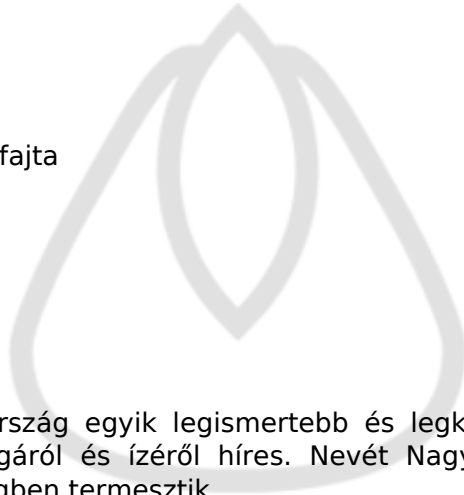 fajta
rszág egyik legismertebb és legk
gáról és ízéről híres. Nevét Nagy
gben termesztik